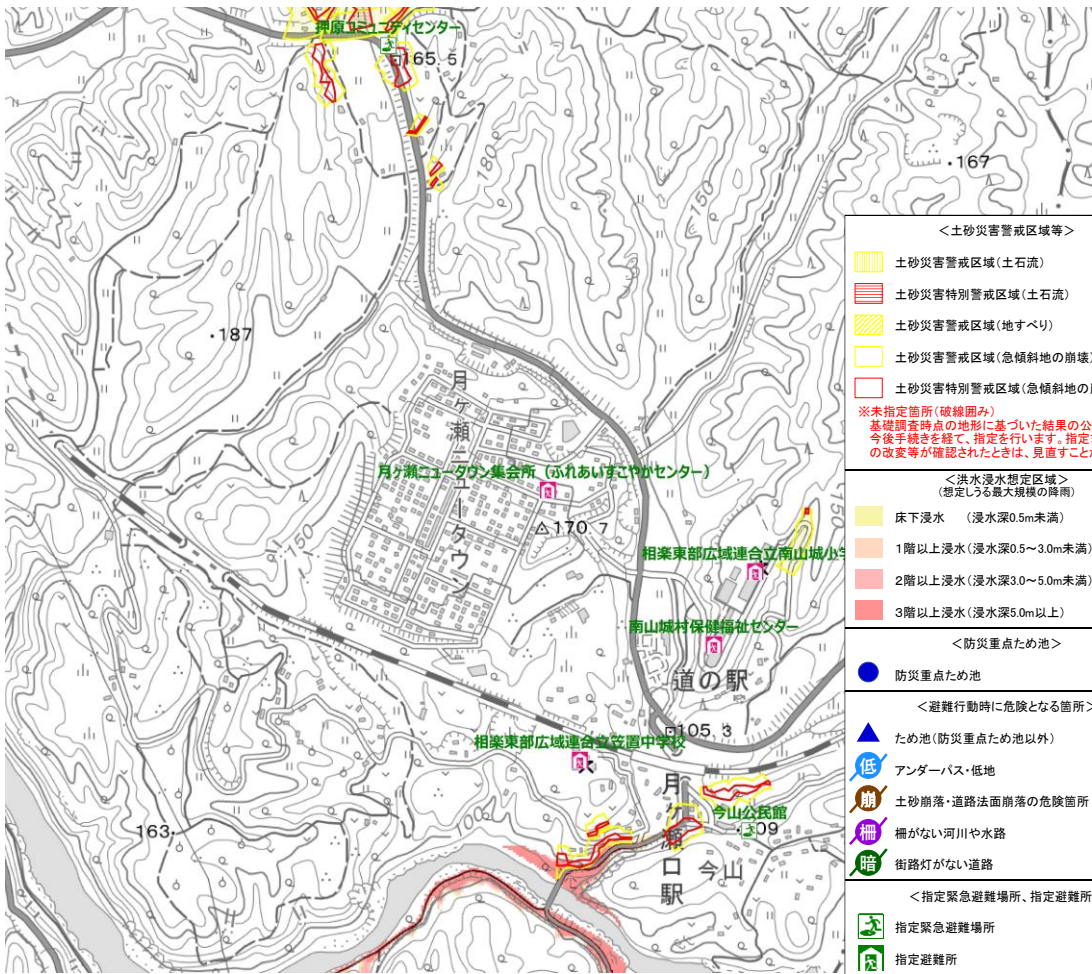 押原コミュニティセンター
165.5
180
・167
150
・187
月ヶ瀬ニュータウン
月ヶ瀬ニュータウン集会所（ふれあいすこやかセンター）
170.7
150
150
相楽東部広域連合立南山城小学
南山城村保健福祉センター
道の駅
105.3
相楽東部広域連合立笠置中学校
月ヶ瀬口駅
今山公民館
163
今山
＜土砂災害警戒区域等＞
土砂災害警戒区域（土石流）
土砂災害特別警戒区域（土石流）
土砂災害警戒区域（地すべり）
土砂災害警戒区域（急傾斜地の崩壊）
土砂災害特別警戒区域（急傾斜地の
※未指定箇所（破線囲み）
基礎調査時点の地形に基づいた結果の公
今後手続きを経て、指定を行います。指定
の改変等が確認されたときは、見直すこと
＜洪水浸水想定区域＞
（想定しうる最大規模の降雨）
床下浸水　（浸水深0.5m未満）
1階以上浸水（浸水深0.5～3.0m未満）
2階以上浸水（浸水深3.0～5.0m未満）
3階以上浸水（浸水深5.0m以上）
＜防災重点ため池＞
防災重点ため池
＜避難行動時に危険となる箇所＞
ため池（防災重点ため池以外）
低 アンダーパス・低地
崩 土砂崩落・道路法面崩落の危険箇所
柵 柵がない河川や水路
暗 街路灯がない道路
＜指定緊急避難場所、指定避難所
指定緊急避難場所
指定避難所